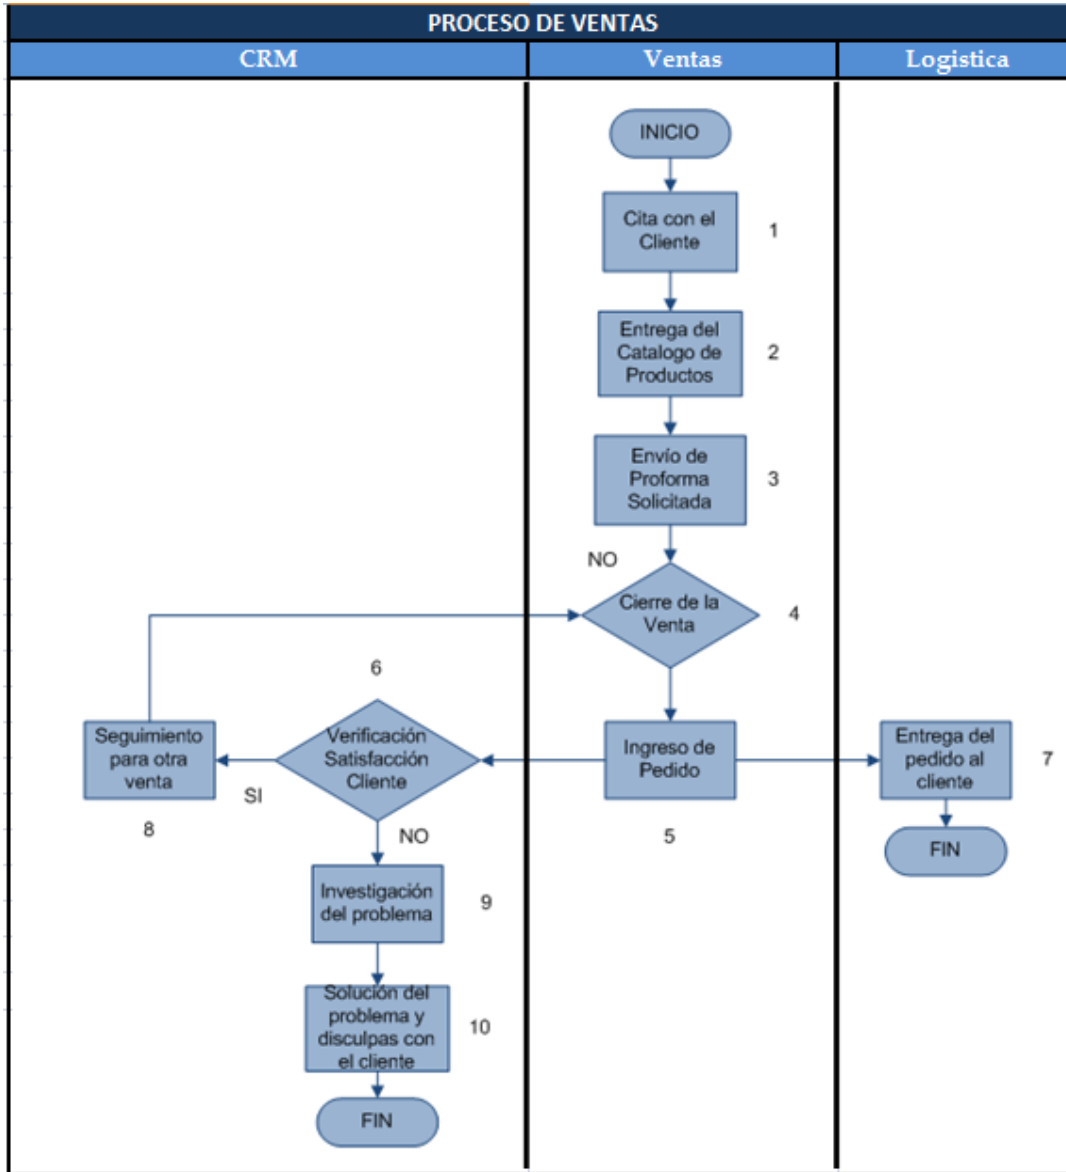 PROCESO DE VENTAS
CRM
Ventas
Logistica
INICIO
Cita con el
Cliente
1
Entrega del
Catalogo de
Productos
2
Envío de
Proforma
Solicitada
3
NO
Cierre de la
Venta
4
6
Seguimiento
para otra
venta
8
SI
Verificación
Satisfacción
Cliente
NO
Ingreso de
Pedido
5
Entrega del
pedido al
cliente
7
FIN
Investigación
del problema
9
Solución del
problema y
disculpas con
el cliente
10
FIN